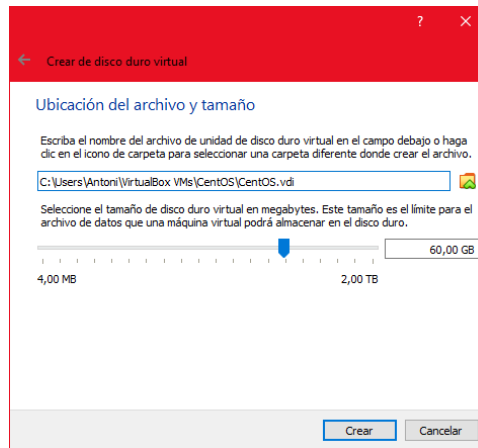 ?
Crear de disco duro virtual
Ubicación del archivo y tamaño
Escriba el nombre del archivo de unidad de disco duro virtual en el campo debajo o haga
clic en el icono de carpeta para seleccionar una carpeta diferente donde crear el archivo.
C:\Users\Antoni\VirtualBox VMs\CentOS\CentOS.vdi
Seleccione el tamaño de disco duro virtual en megabytes. Este tamaño es el límite para el
archivo de datos que una máquina virtual podrá almacenar en el disco duro.
60,00 GB
4,00 MB 2,00 TB
Crear Cancelar